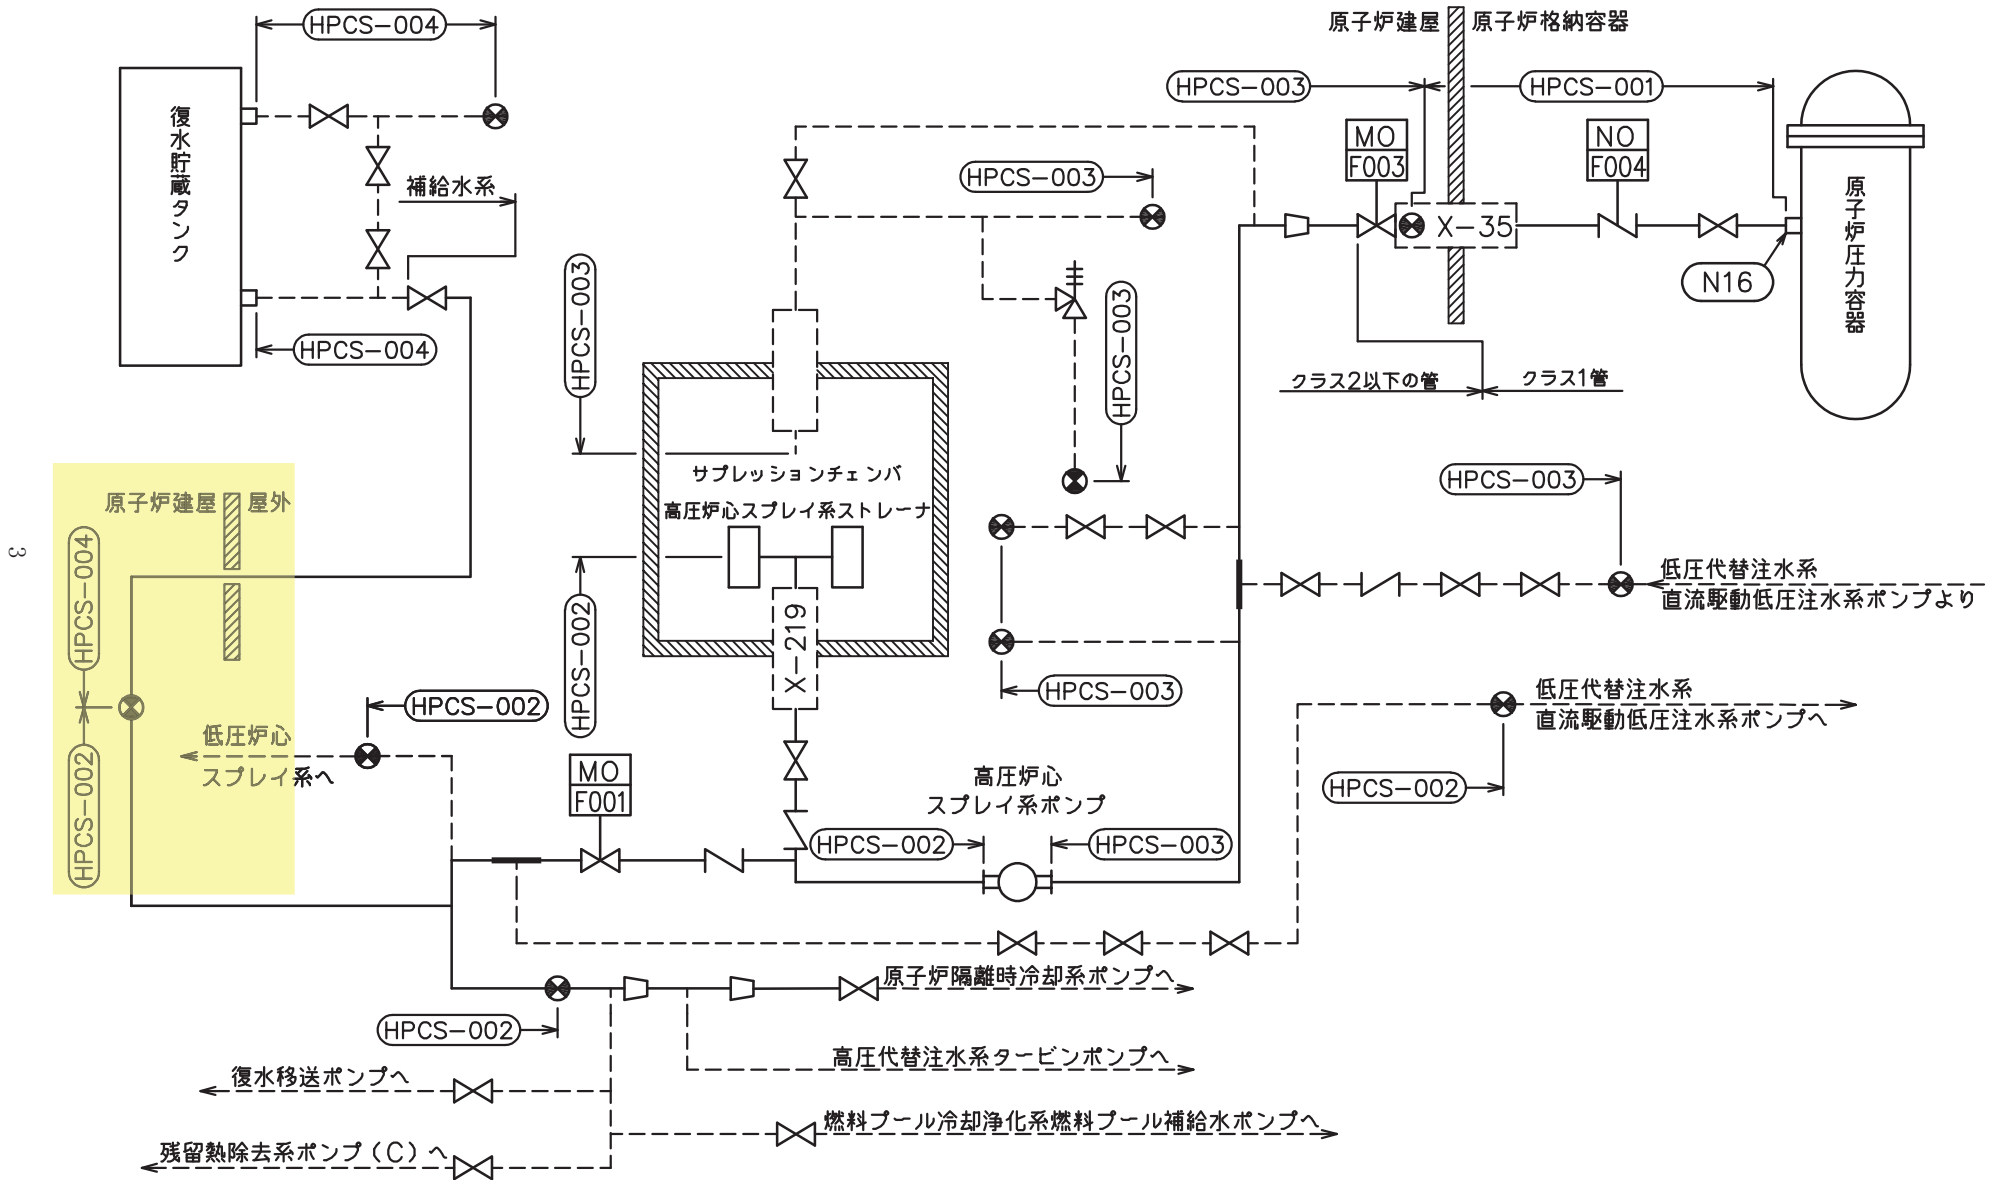 HPCS-004
原子炉建屋
原子炉格納容器
HPCS-003
HPCS-001
復水貯蔵タンク
MO
F003
NO
F004
補給水系
HPCS-003
X-35
原子炉圧力容器
N16
HPCS-003
HPCS-003
HPCS-004
クラス2以下の管
クラス1管
サプレッションチェンバ
高圧炉心スプレイ系ストレーナ
HPCS-003
原子炉建屋
屋外
HPCS-004
3
低圧代替注水系
直流駆動低圧注水系ポンプより
HPCS-002
X-219
HPCS-003
HPCS-002
低圧代替注水系
直流駆動低圧注水系ポンプへ
低圧炉心
スプレイ系へ
HPCS-002
MO
F001
高圧炉心
スプレイ系ポンプ
HPCS-002
HPCS-002
HPCS-003
原子炉隔離時冷却系ポンプへ
HPCS-002
高圧代替注水系タービンポンプへ
復水移送ポンプへ
燃料プール冷却浄化系燃料プール補給水ポンプへ
残留熱除去系ポンプ(C)へ